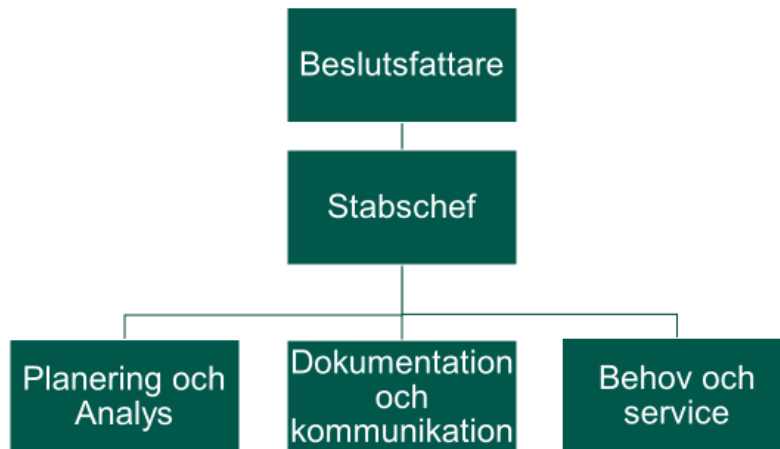 Beslutsfattare
Stabschef
Planering och
Analys
Dokumentation
och
kommunikation
Behov och
service